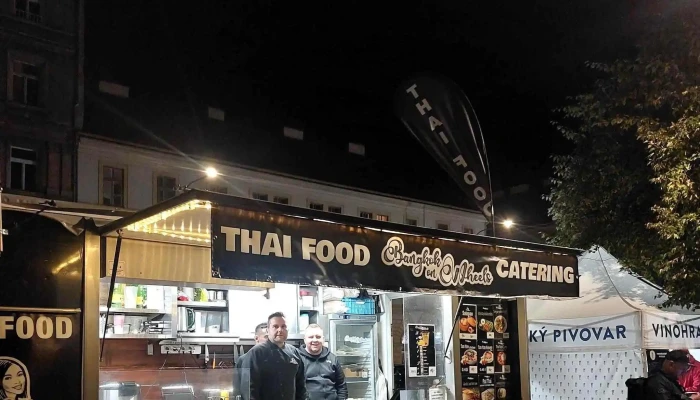 THAI FOOD
THAI FOOD
Bangkok
on Wheels
CATERING
FOOD
KÝ PIVOVAR
VINOHRA